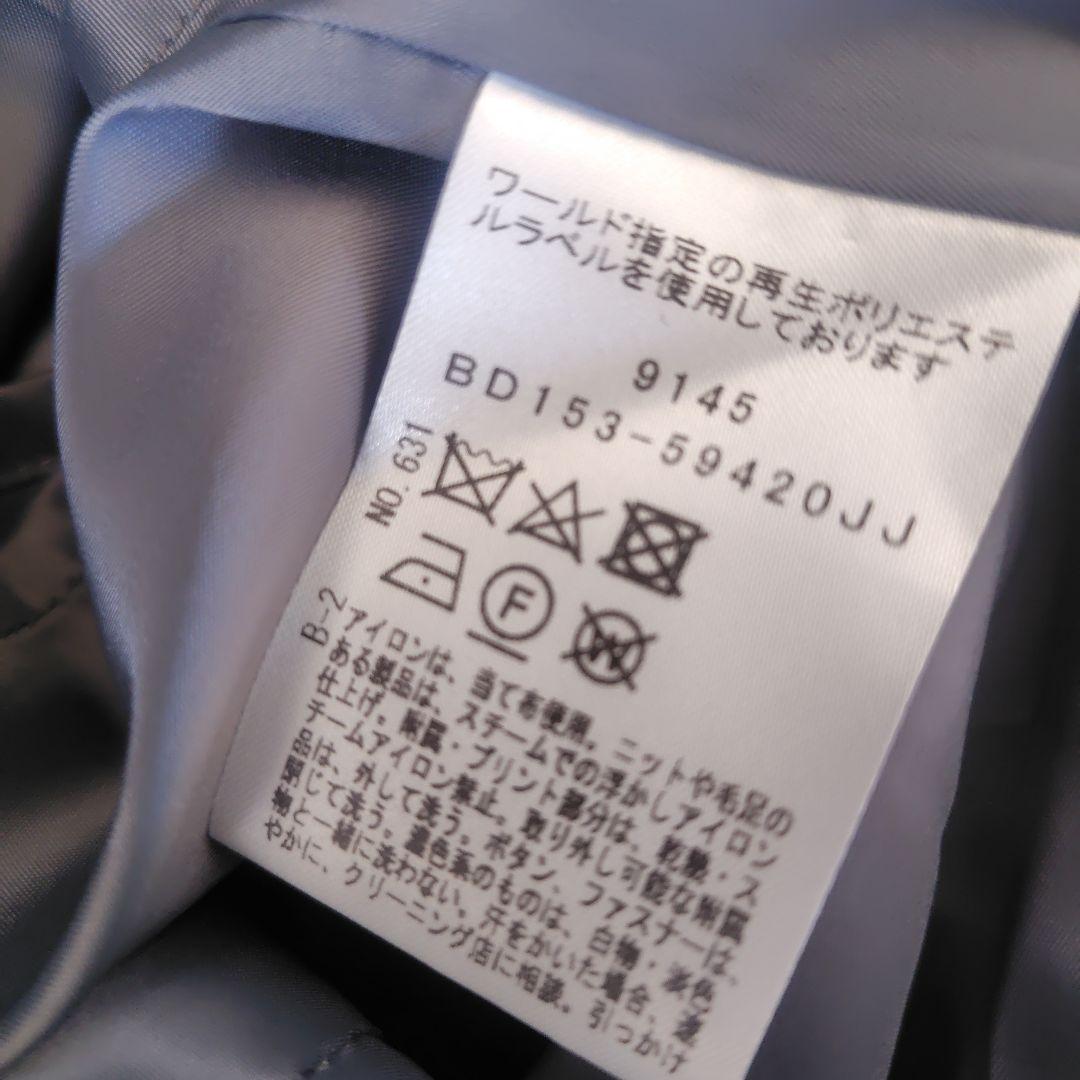 ワールド指定の再生ポリエステ
ルラベルを使用しております
9145
BD153-59420JJ
NO.631
F
W
B-2
アイロンは、当て布使用。ニットや毛足の
ある製品は、スチームでの浮かしアイロン
仕上げ。附属・プリント部分は、乾燥・ス
チームアイロン禁止。取り外し可能な附属
品は、外して洗う。ボタン、ファスナーは、
閉じて洗う。濃色系のものは、白物・淡色
物と一緒に洗わない。汗をかいた場合、速
やかに、クリーニング店に相談。引っかけ